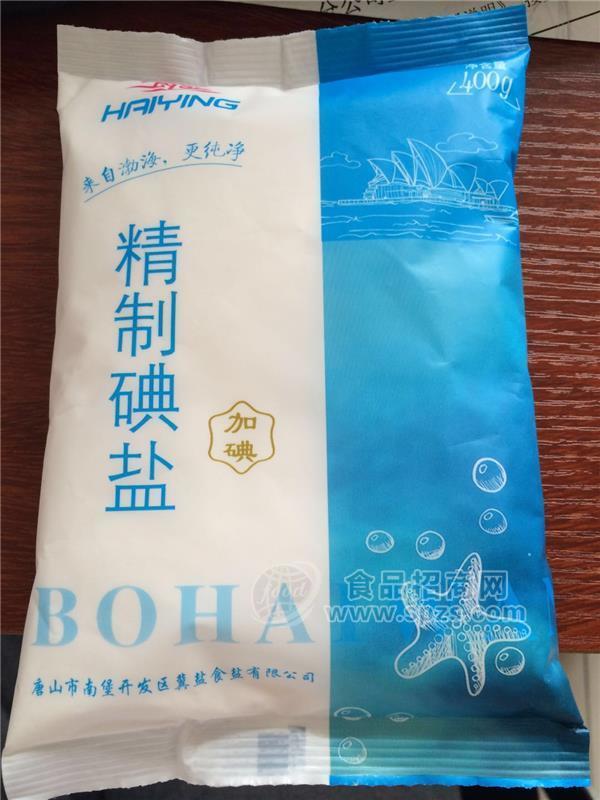 HAIYING
净含量
400g
来自渤海，更纯净
精制碘盐
加碘
BOHA
food
食品招商网
www.spzs.com
唐山市南堡开发区冀盐食盐有限公司